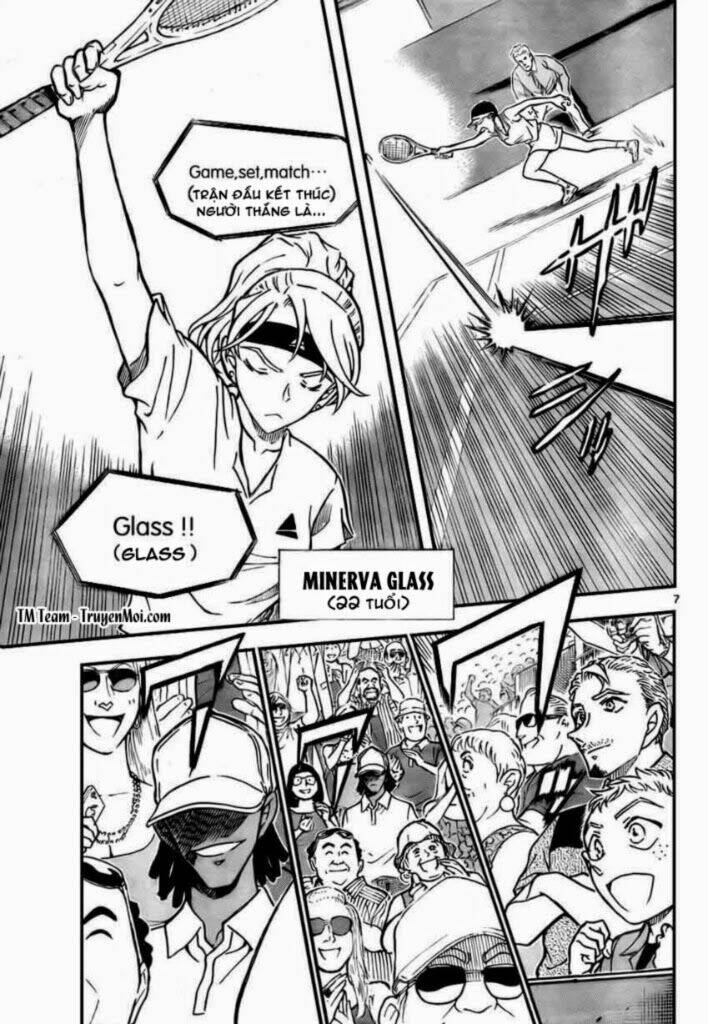 Game,set,match...
(TRẬN ĐẤU KẾT THÚC)
NGƯỜI THẮNG LÀ...
Glass !!
(GLASS)
MINERVA GLASS
(22 TUỔI)
7
TM Team - TruyenMoi.com